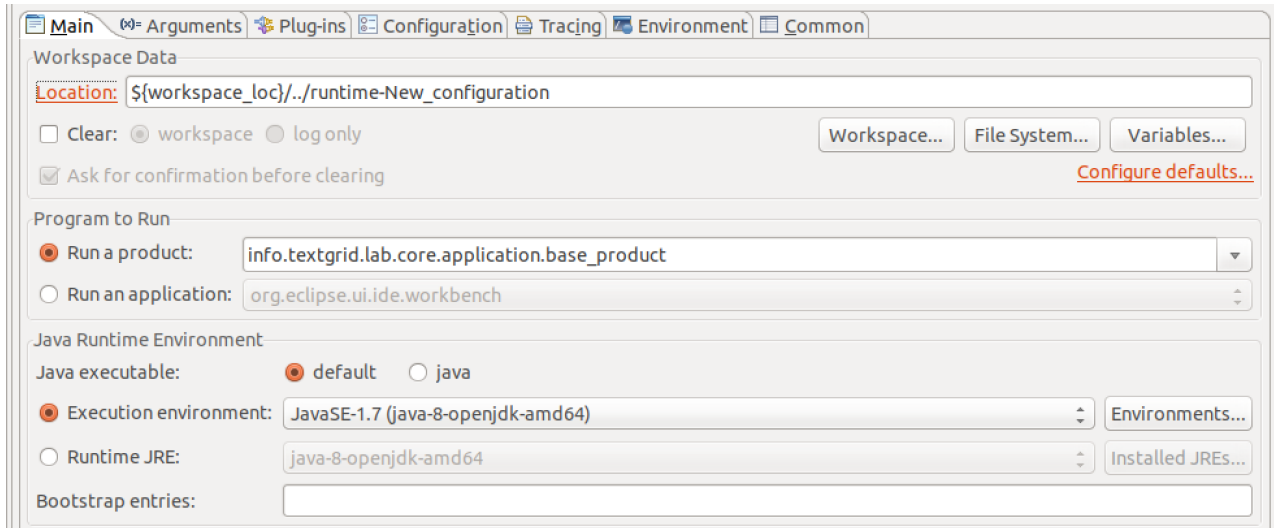 Main (x)= Arguments Plug-ins Configuration Tracing Environment Common
Workspace Data
Location: ${workspace_loc}/../runtime-New_configuration
Clear: workspace log only Workspace... File System... Variables...
Ask for confirmation before clearing Configure defaults...
Program to Run
Run a product: info.textgrid.lab.core.application.base_product
Run an application: org.eclipse.ui.ide.workbench
Java Runtime Environment
Java executable: default java
Execution environment: JavaSE-1.7 (java-8-openjdk-amd64) Environments...
Runtime JRE: java-8-openjdk-amd64 Installed JREs...
Bootstrap entries: